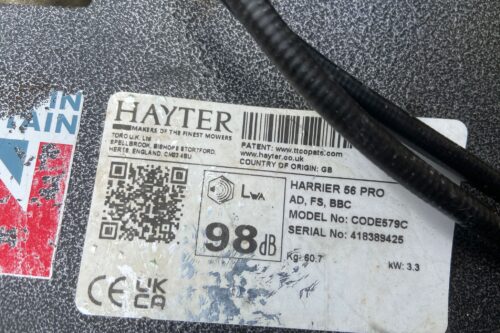 IN
TAIN
HAYTER
MAKERS OF THE FINEST MOWERS
TORO U.K. Ltd
SPELLBROOK, BISHOPS STORTFORD,
HERTS, ENGLAND, CM23 4BU
PATENT: www.ttcopats.com
www.hayter.co.uk
COUNTRY OF ORIGIN: GB
LWA
98dB
HARRIER 56 PRO
AD, FS, BBC
MODEL No: CODE579C
SERIAL No: 418389425
Kg: 60.7
kW: 3.3
CE UK
CA